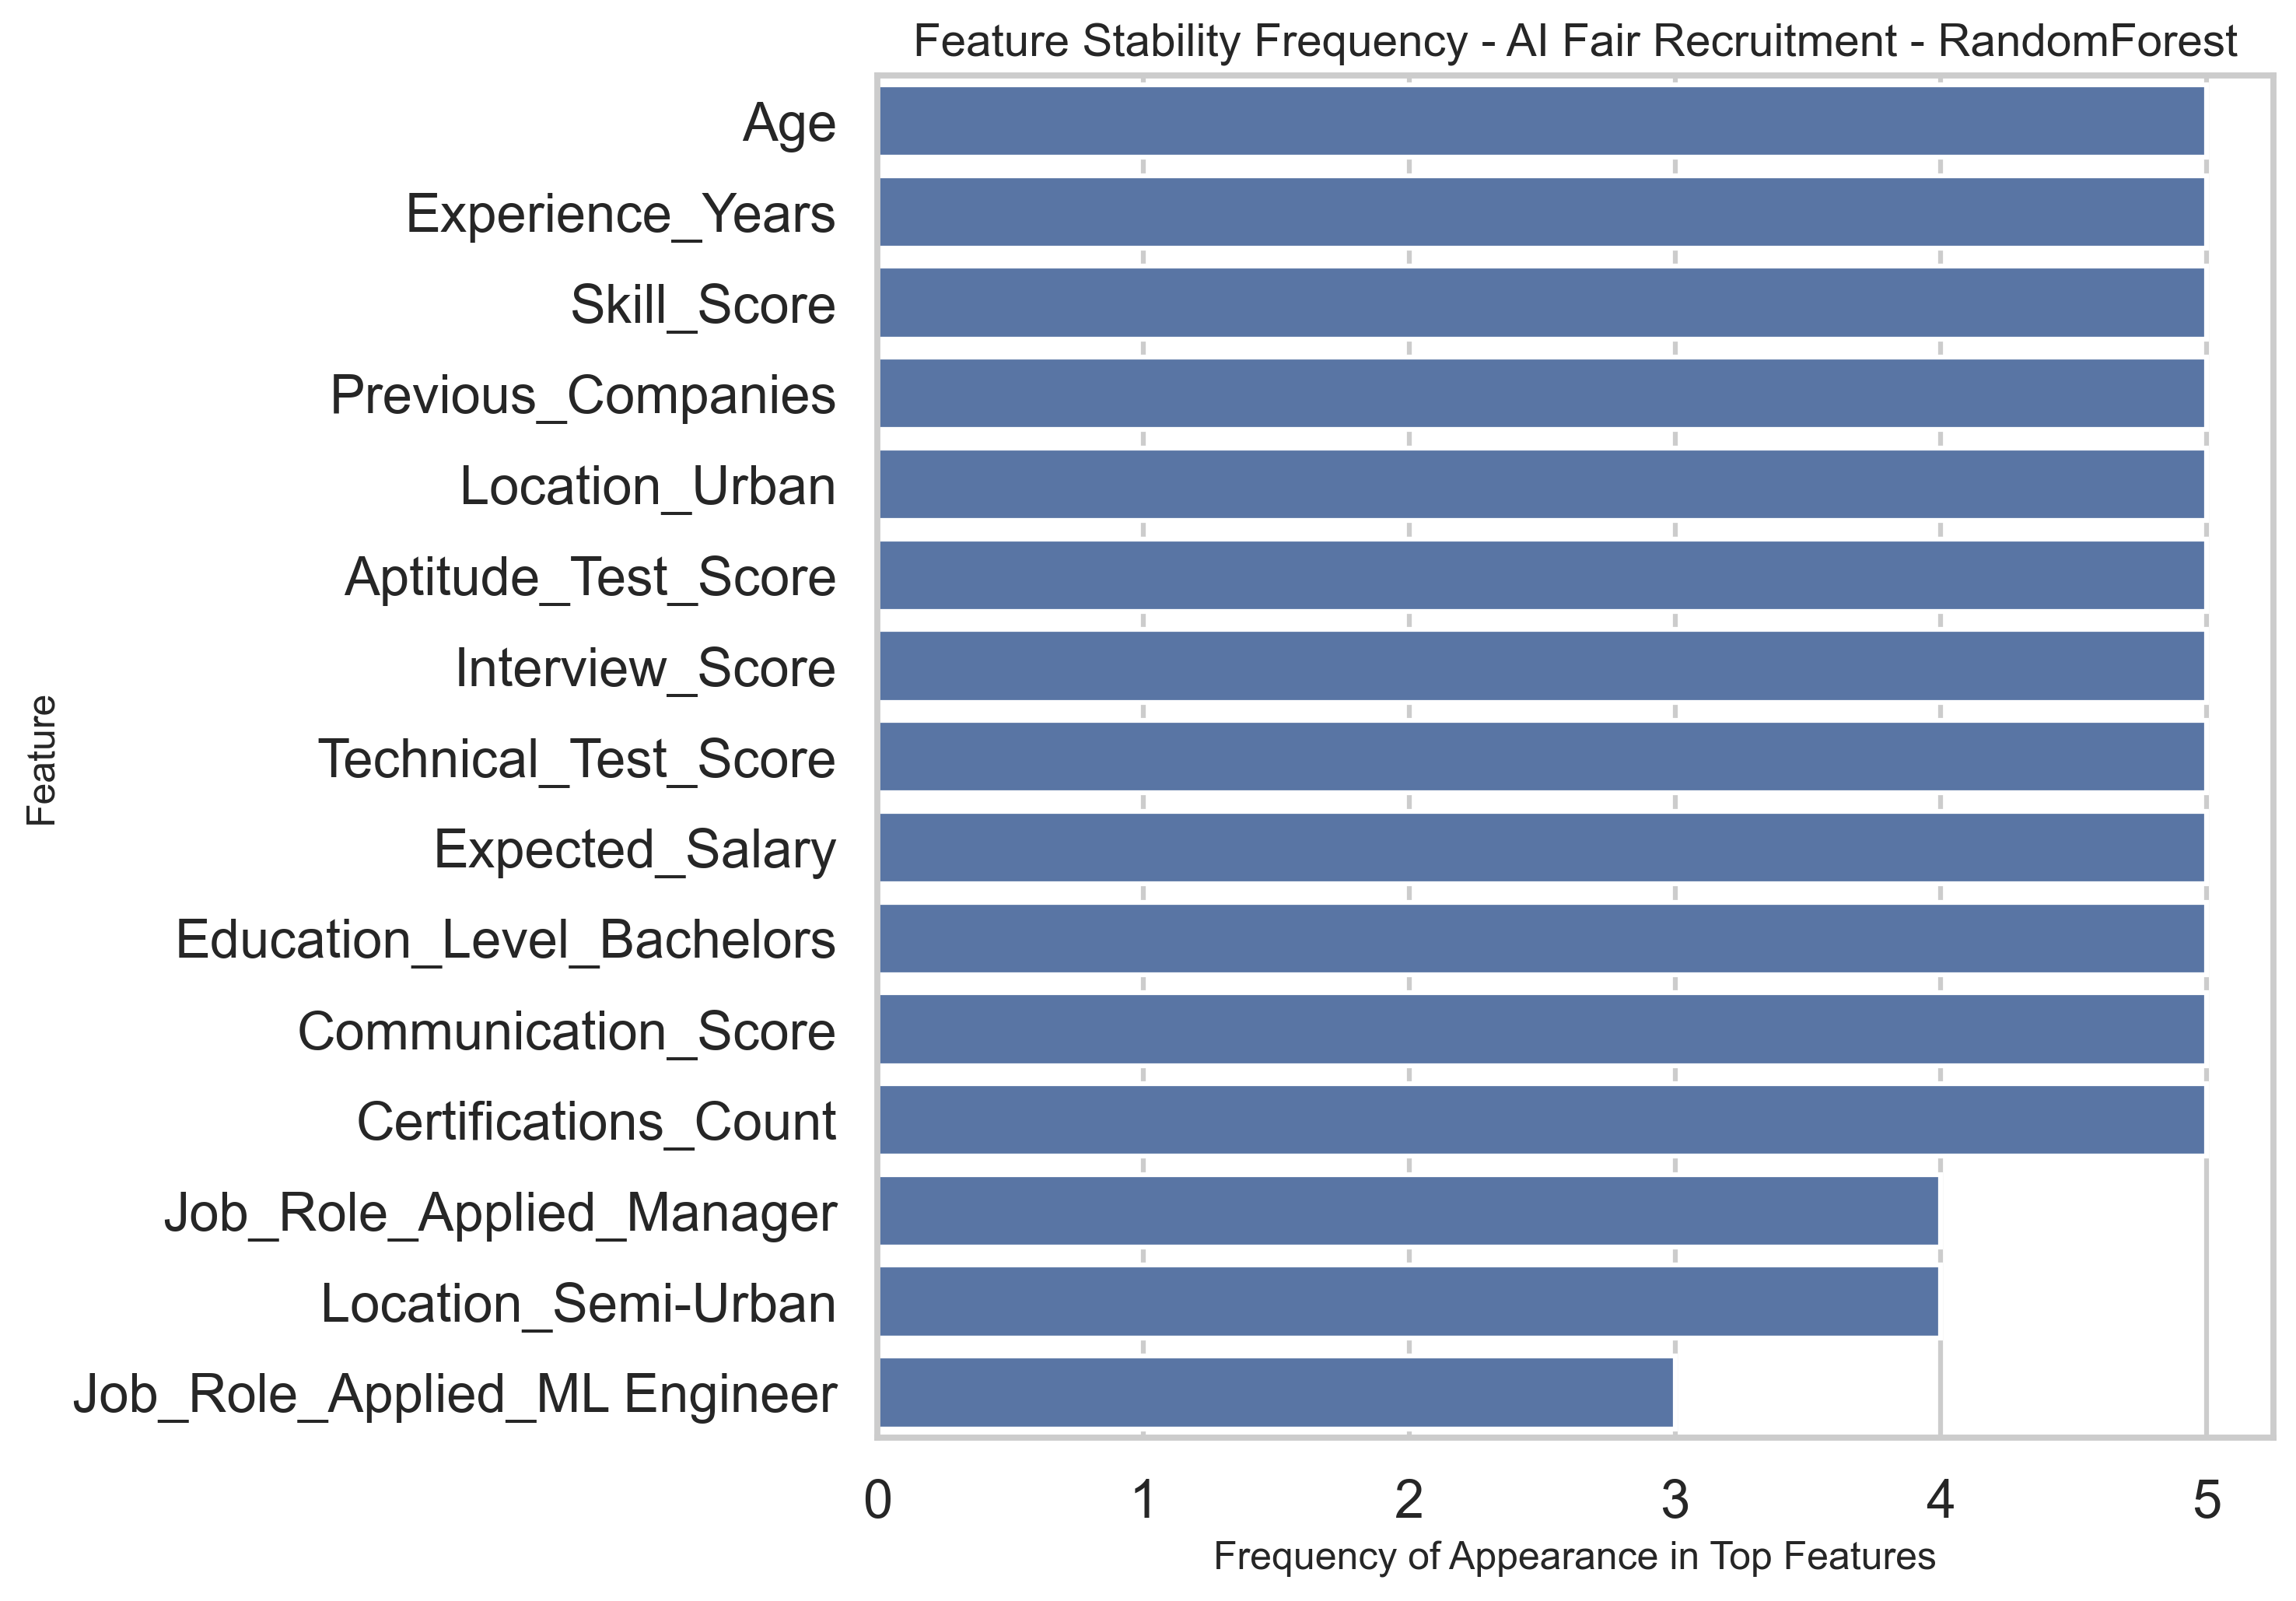 Feature Stability Frequency - AI Fair Recruitment - RandomForest
Age
Experience_Years
Skill_Score
Previous_Companies
Location_Urban
Aptitude_Test_Score
Interview_Score
Technical_Test_Score
Expected_Salary
Education_Level_Bachelors
Communication_Score
Certifications_Count
Job_Role_Applied_Manager
Location_Semi-Urban
Job_Role_Applied_ML Engineer
Feature
0 1 2 3 4 5
Frequency of Appearance in Top Features